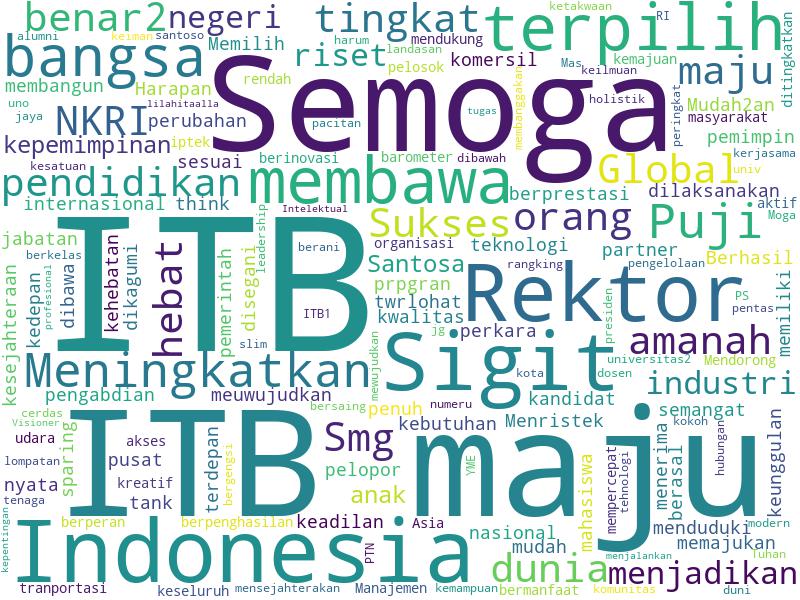 benar2
negeri
tingkat
terpilih
ketakwaan
RI
alumni
keiman
santoso
harum
mendukung
Memilih
bangsa
riset
landasan
pelosok
komersil
kemajuan
Mas
keilmuan
maju
ditingkatkan
membangun
Harapan
rendah
Semoga
membanggakan
holistik
peringkat
Mudah2an
uno
jaya
lilahitaalla
NKRI
perubahan
pacitan
tugas
masyarakat
kepemimpinan
iptek
pemimpin
kesatuan
sesuai
berinovasi
barometer
dibawah
Global
kerjasama
univ
pendidikan
membawa
berprestasi
dilaksanakan
internasional
think
Intelektual
Sukses
orang
Puji
aktif
Moga
jabatan
leadership
berani
organisasi
teknologi
partner
Berhasil
berkelas
ITB
hebat
Santosa
rangking
pengelolaan
kesejahteraan
kedepan
profesional
dibawa
kehebatan
dikagumi
pemerintah
disegani
ITB1
prpgran
twrlohat
kwalitas
Rektor
PS
pentas
memiliki
slim
mewujudkan
jg
perkara
presiden
amanah
Meningkatkan
Sigit
kota
universitas2
dosen
Mendorong
industri
pengabdian
meuwujudkan
bersaing
penuh
numeru
kandidat
semangat
cerdas
Visioner
ITB
Smg
kebutuhan
Menristek
maju
kokoh
udara
sparing
akses
terdepan
bergengsi
lompatan
pusat
pelopor
YME
mahasiswa
mempercepat
tehnologi
menerima
berasal
hubungan
keunggulan
nyata
kreatif
tenaga
tank
anak
kepentingan
berperan
berpenghasilan
keadilan
Asia
nasional
menduduki
modern
Indonesia
PTN
mudah
memajukan
menjalankan
Tuhan
dunia
menjadikan
tranportasi
keseluruh
mensejahterakan
Manajemen
kemampuan
bermanfaat
komunitas
duni